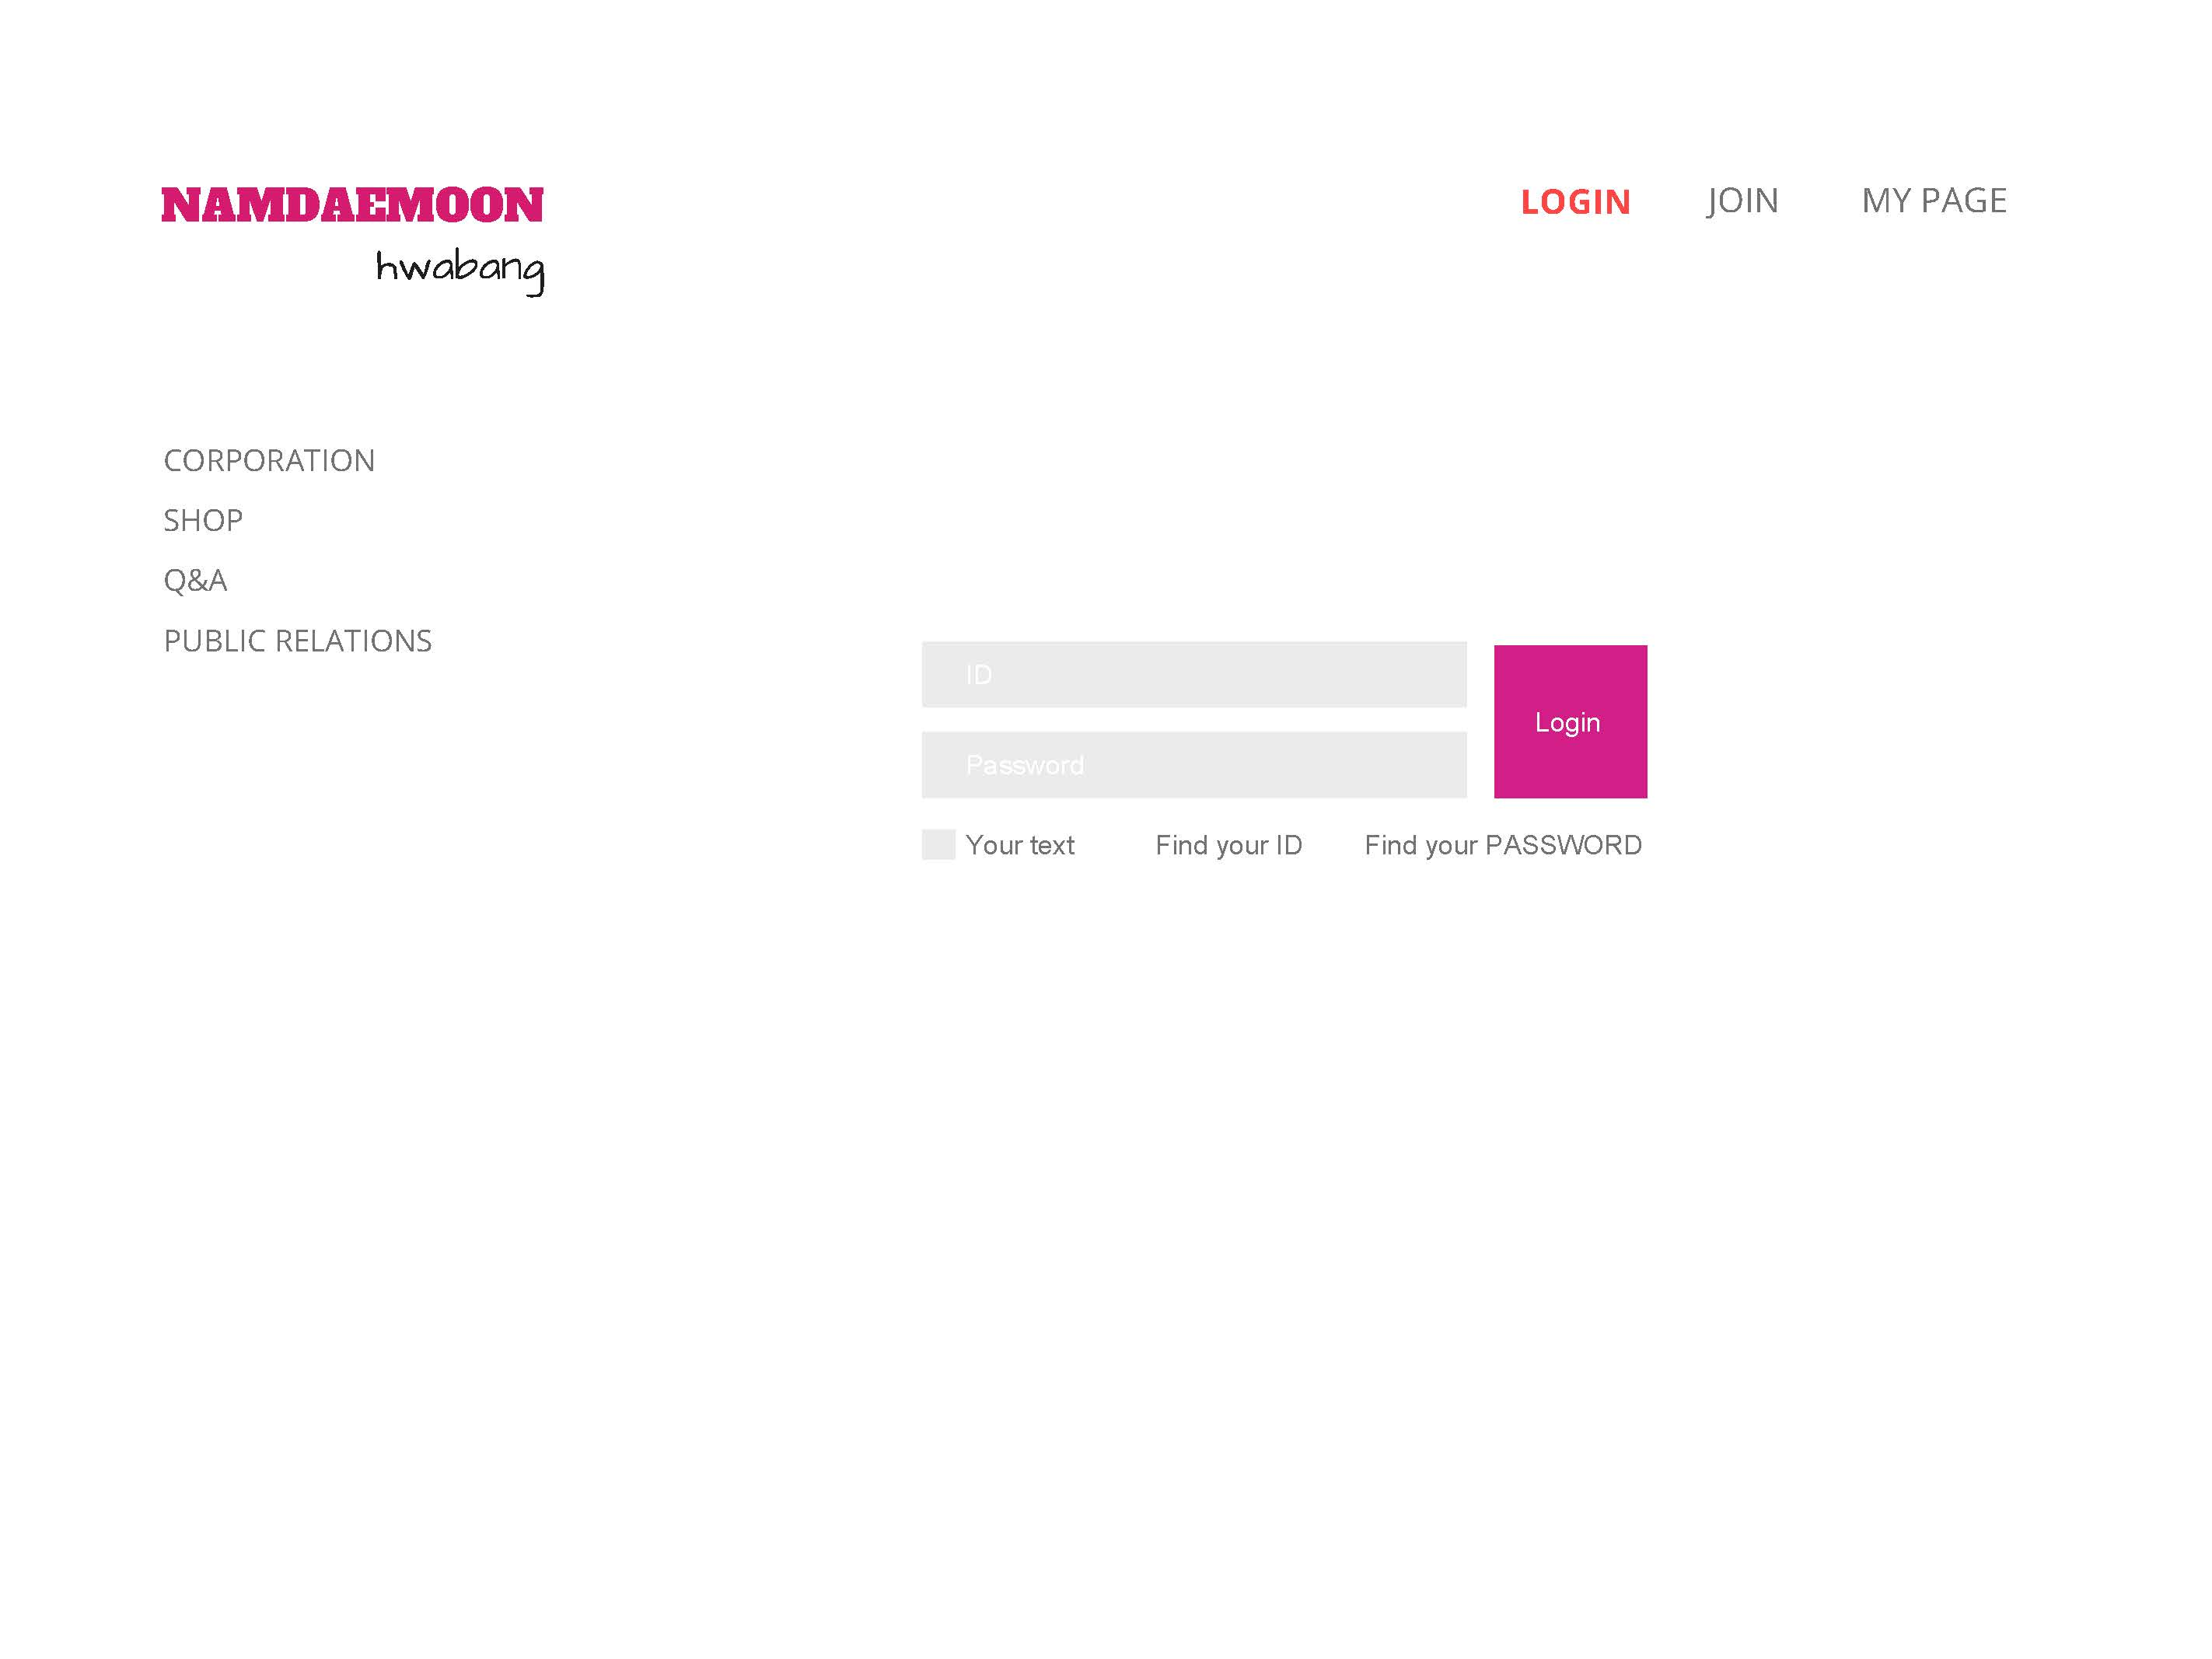 NAMDAEMOON
hwabang
LOGIN JOIN MY PAGE
CORPORATION
SHOP
Q&A
PUBLIC RELATIONS
ID
Password
Login
Your text Find your ID Find your PASSWORD